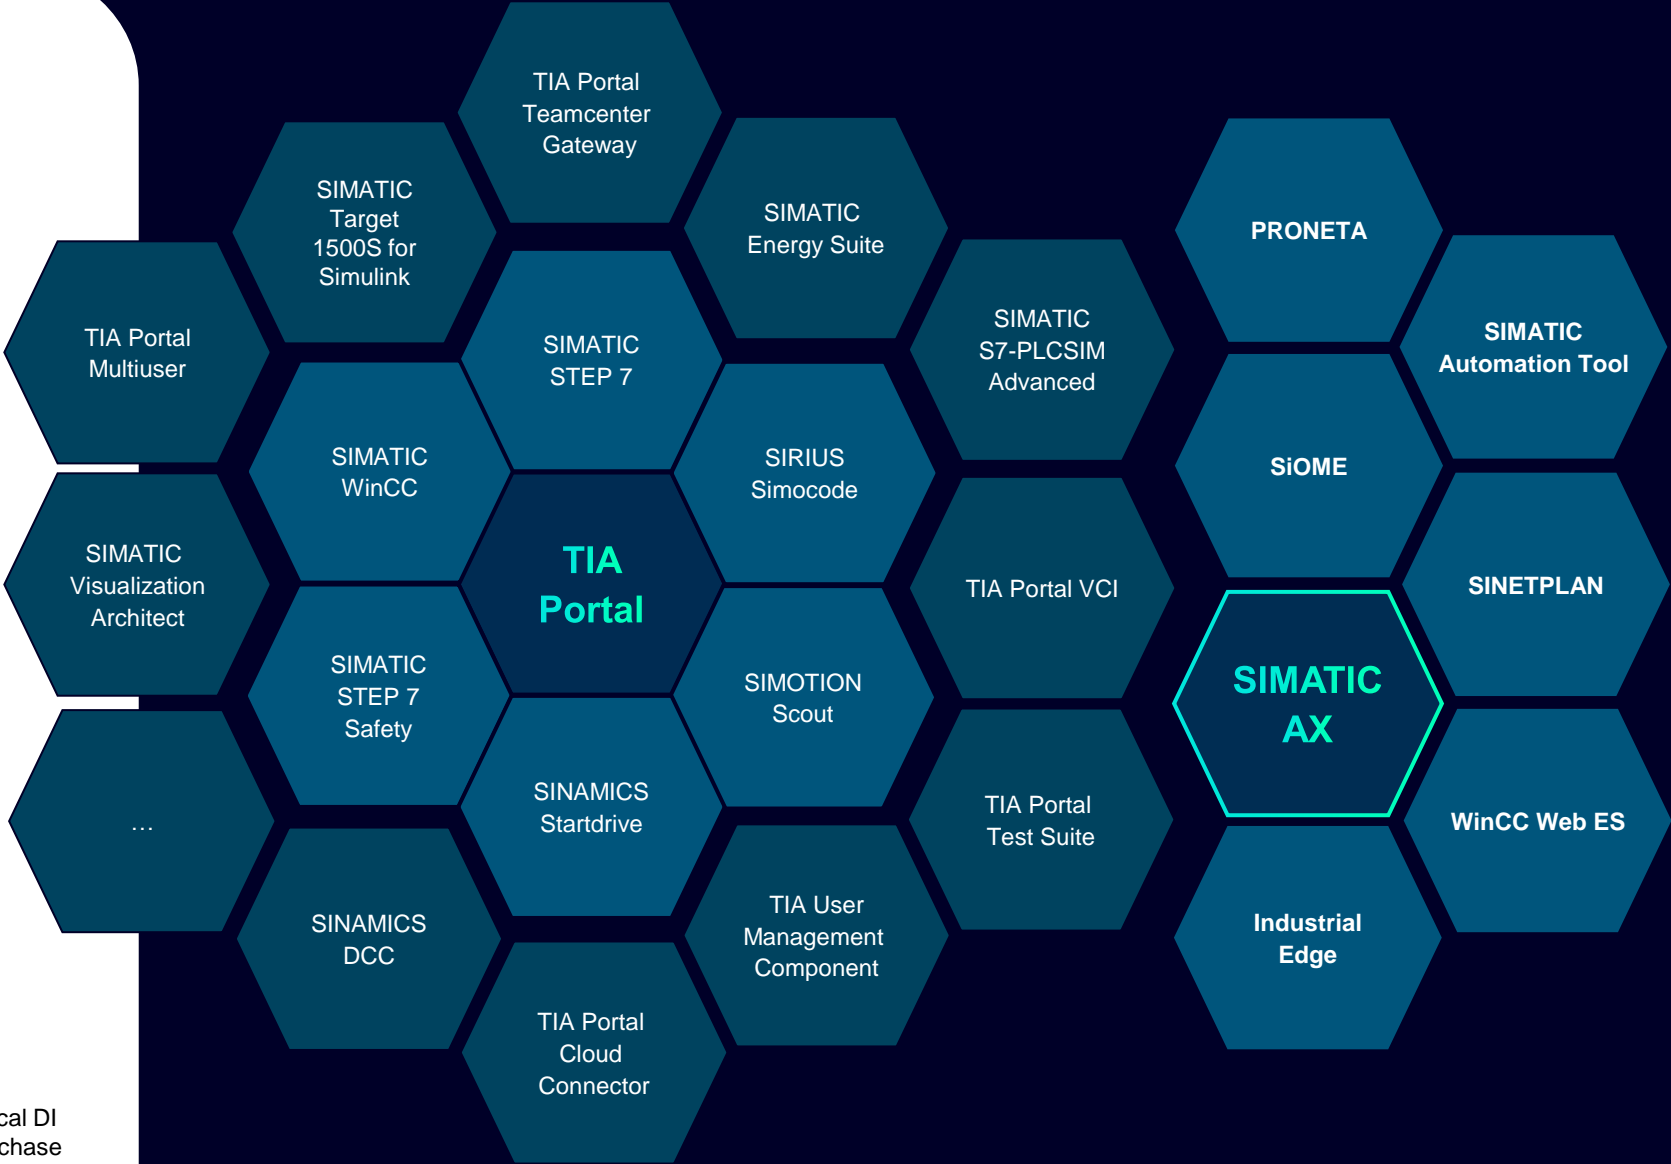 TIA Portal
Teamcenter
Gateway
SIMATIC
Target
1500S for
Simulink
SIMATIC
Energy Suite
PRONETA
TIA Portal
Multiuser
SIMATIC
STEP 7
SIMATIC
S7-PLCSIM
Advanced
SIMATIC
Automation Tool
SIMATIC
WinCC
SIRIUS
Simocode
SiOME
SIMATIC
Visualization
Architect
TIA
Portal
TIA Portal VCI
SINETPLAN
SIMATIC
STEP 7
Safety
SIMOTION
Scout
SIMATIC
AX
...
SINAMICS
Startdrive
TIA Portal
Test Suite
WinCC Web ES
SINAMICS
DCC
TIA User
Management
Component
Industrial
Edge
TIA Portal
Cloud
Connector
DI